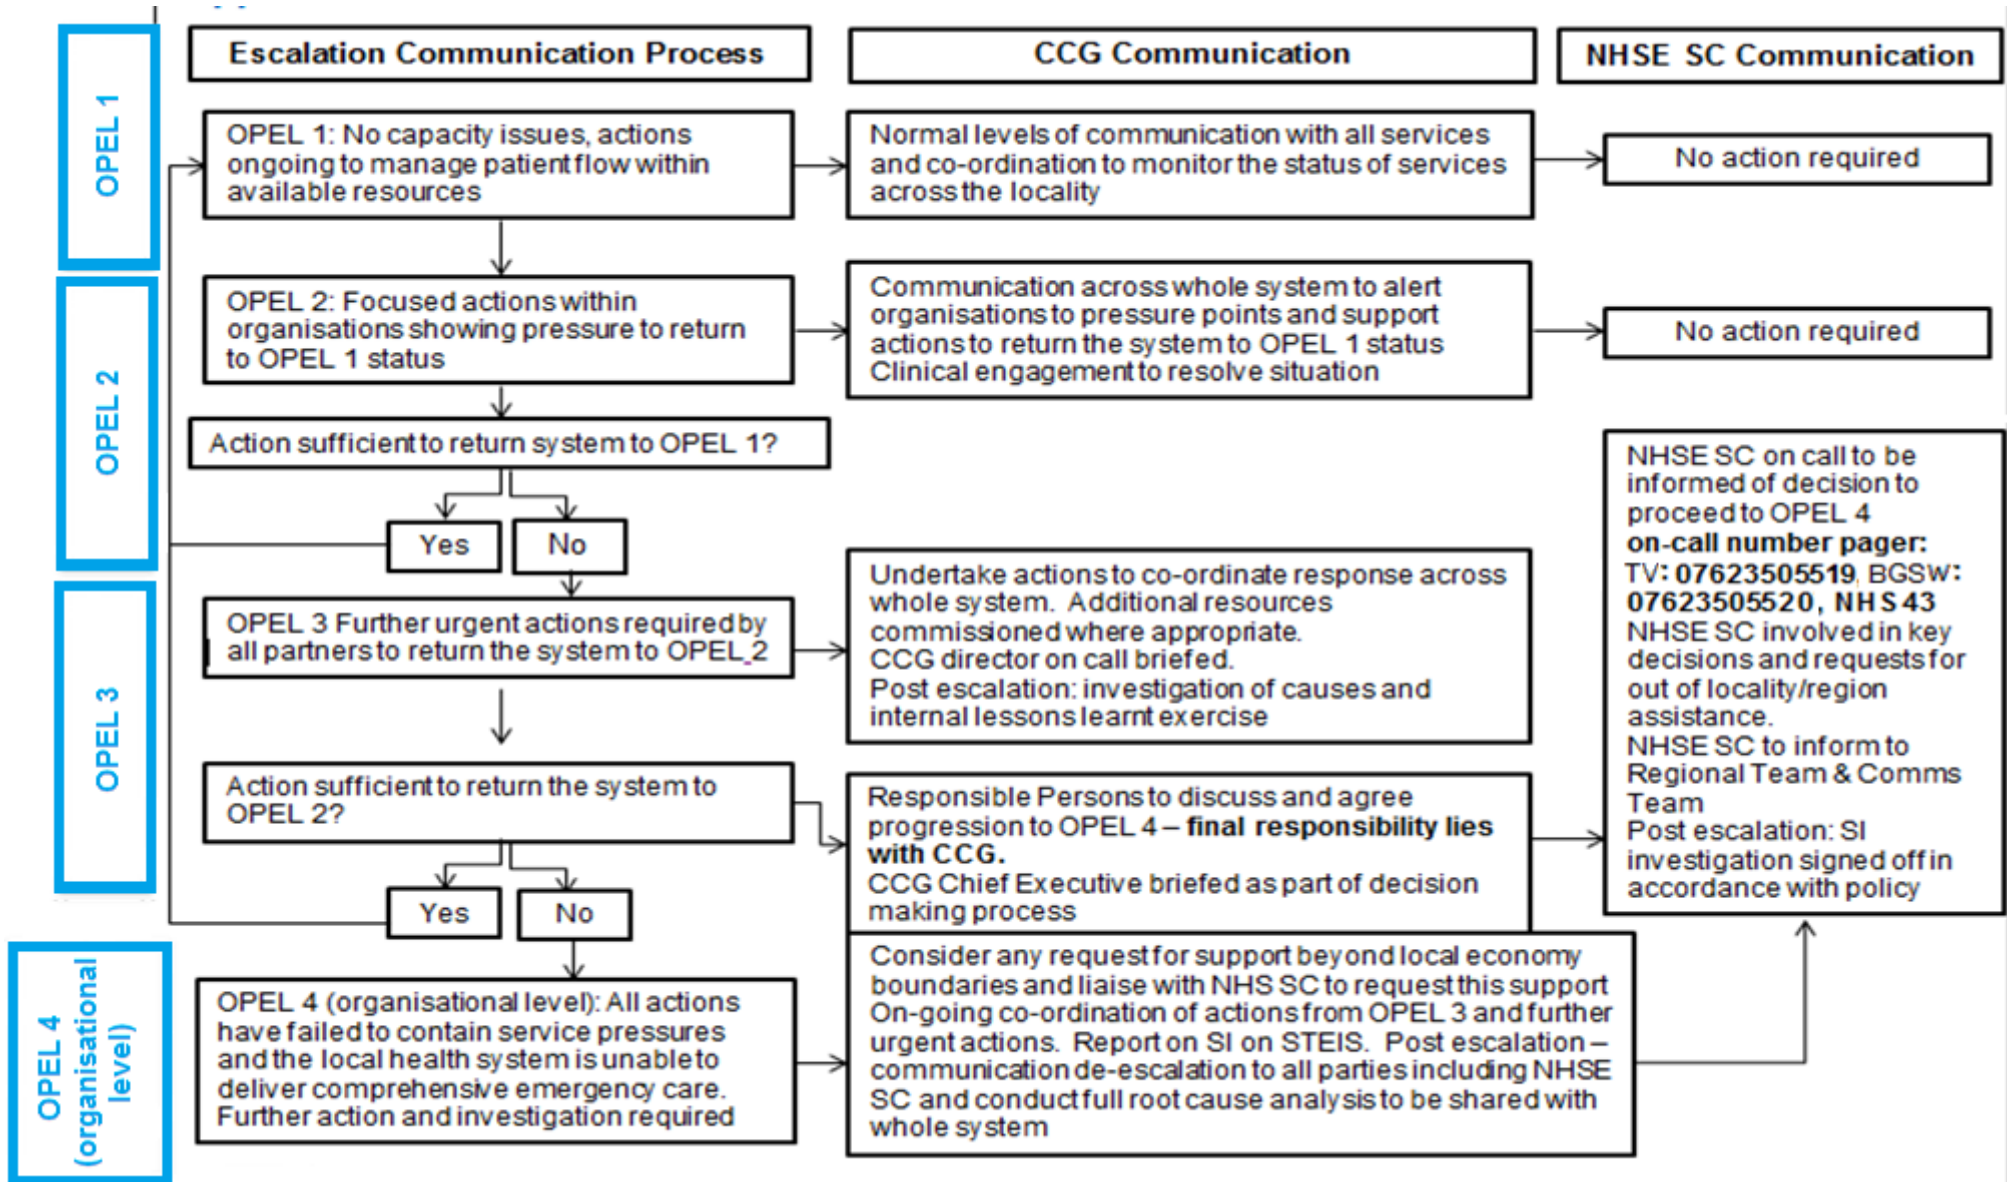 Escalation Communication Process
CCG Communication
NHSE SC Communication
OPEL 1
OPEL 1: No capacity issues, actions
ongoing to manage patient flow within
available resources
Normal levels of communication with all services
and co-ordination to monitor the status of services
across the locality
No action required
OPEL 2
OPEL 2: Focused actions within
organisations showing pressure to return
to OPEL 1 status
Communication across whole system to alert
organisations to pressure points and support
actions to return the system to OPEL 1 status
Clinical engagement to resolve situation
No action required
Action sufficient to return system to OPEL 1?
Yes
No
OPEL 3
OPEL 3 Further urgent actions required by
all partners to return the system to OPEL 2
Undertake actions to co-ordinate response across
whole system. Additional resources
commissioned where appropriate.
CCG director on call briefed.
Post escalation: investigation of causes and
internal lessons learnt exercise
Action sufficient to return the system to
OPEL 2?
Yes
No
Responsible Persons to discuss and agree
progression to OPEL 4 – final responsibility lies
with CCG.
CCG Chief Executive briefed as part of decision
making process
NHSE SC on call to be
informed of decision to
proceed to OPEL 4
on-call number pager:
TV: 07623505519, BGSW:
07623505520, NHS 43
NHSE SC involved in key
decisions and requests for
out of locality/region
assistance.
NHSE SC to inform to
Regional Team & Comms
Team
Post escalation: SI
investigation signed off in
accordance with policy
OPEL 4
(organisational
level)
OPEL 4 (organisational level): All actions
have failed to contain service pressures
and the local health system is unable to
deliver comprehensive emergency care.
Further action and investigation required
Consider any request for support beyond local economy
boundaries and liaise with NHS SC to request this support
On-going co-ordination of actions from OPEL 3 and further
urgent actions. Report on SI on STEIS. Post escalation –
communication de-escalation to all parties including NHSE
SC and conduct full root cause analysis to be shared with
whole system